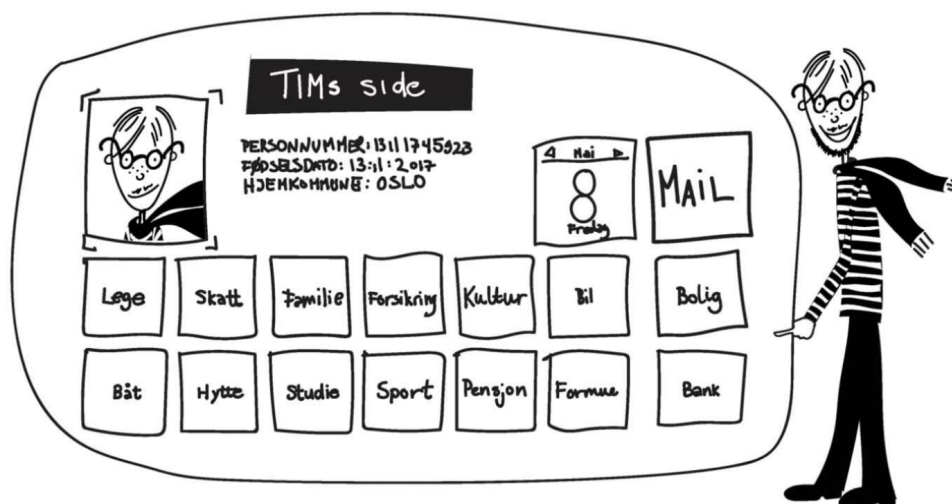 TIMs side
PERSONNUMMER: 13111745923
FØDSELSDATO: 13:11:2017
HJEMKOMMUNE: OSLO
Mai
8
Fredag
MAiL
Lege
Skatt
Familie
Forsikring
Kultur
Bil
Bolig
Båt
Hytte
Studie
Sport
Pensjon
Formue
Bank